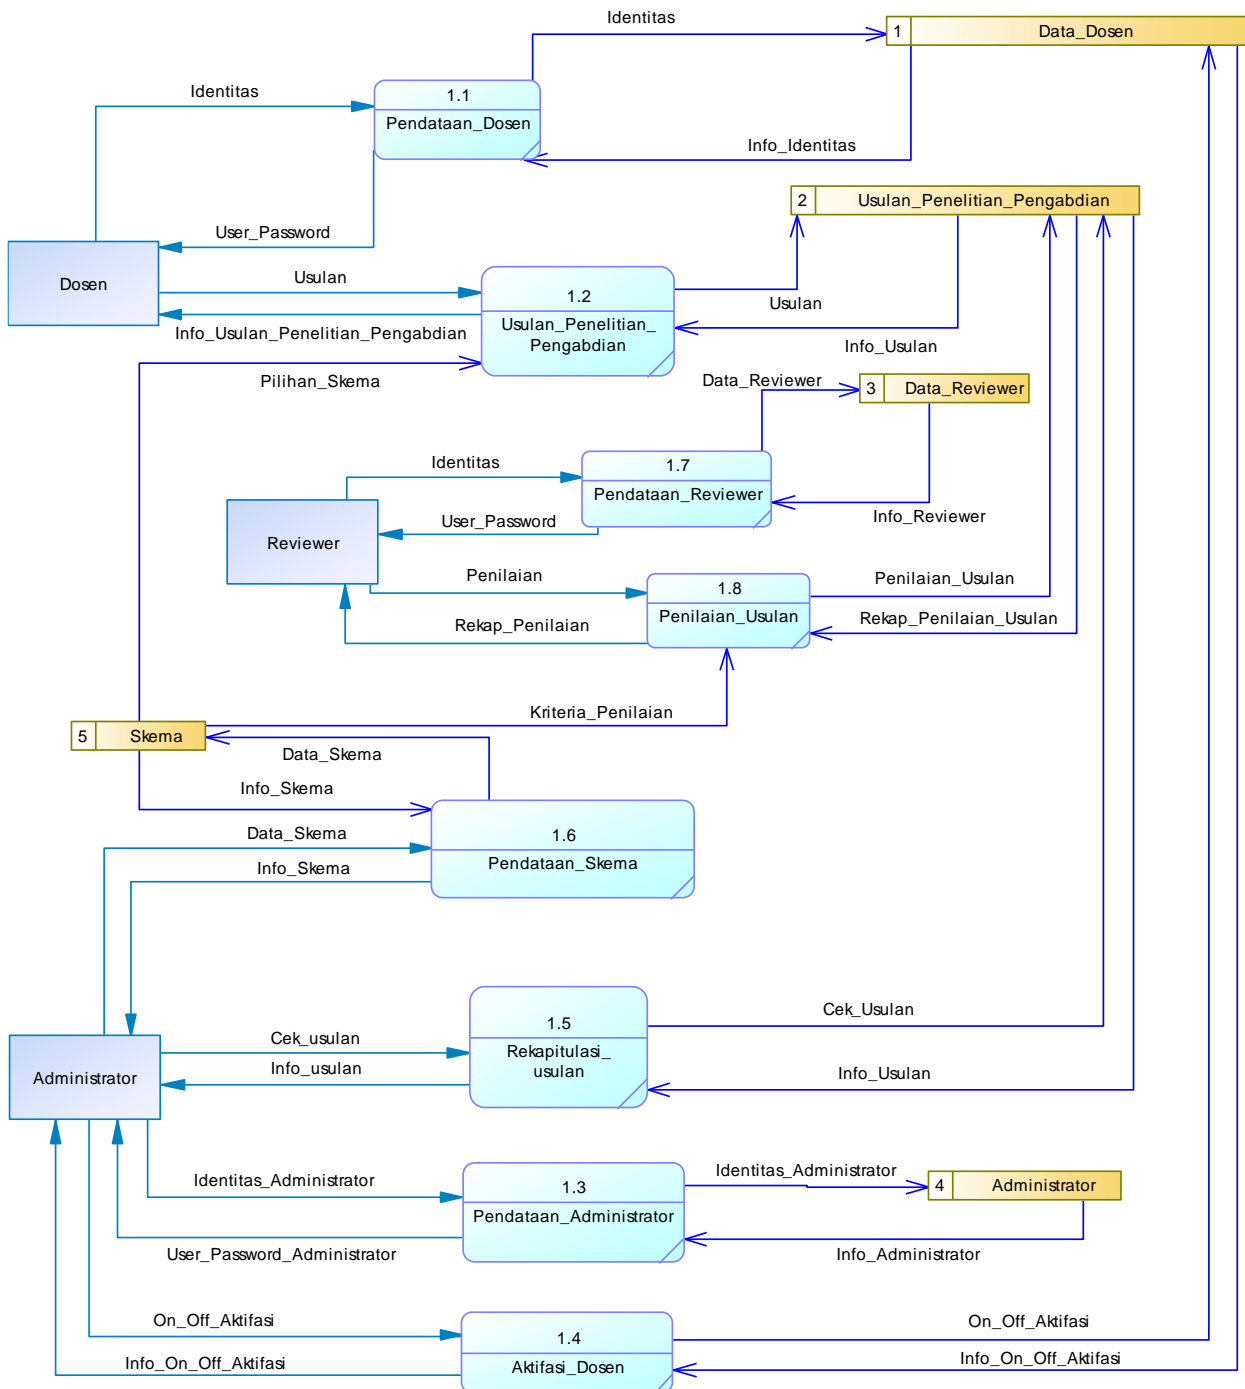 Identitas
1 Data_Dosen
Identitas
1.1
Pendataan_Dosen
Info_Identitas
2 Usulan_Penelitian_Pengabdian
User_Password
Dosen
Usulan
1.2
Usulan_Penelitian_
Pengabdian
Usulan
Info_Usulan_Penelitian_Pengabdian
Info_Usulan
Pilihan_Skema
Data_Reviewer
3 Data_Reviewer
Identitas
1.7
Pendataan_Reviewer
Info_Reviewer
User_Password
Reviewer
Penilaian
1.8
Penilaian_Usulan
Penilaian_Usulan
Rekap_Penilaian
Rekap_Penilaian_Usulan
Kriteria_Penilaian
5 Skema
Data_Skema
Info_Skema
Data_Skema
1.6
Pendataan_Skema
Info_Skema
Cek_Usulan
1.5
Rekapitulasi_
usulan
Cek_usulan
Info_usulan
Info_Usulan
Administrator
Identitas_Administrator
1.3
Pendataan_Administrator
Identitas_Administrator
4 Administrator
User_Password_Administrator
Info_Administrator
On_Off_Aktifasi
1.4
Aktifasi_Dosen
On_Off_Aktifasi
Info_On_Off_Aktifasi
Info_On_Off_Aktifasi